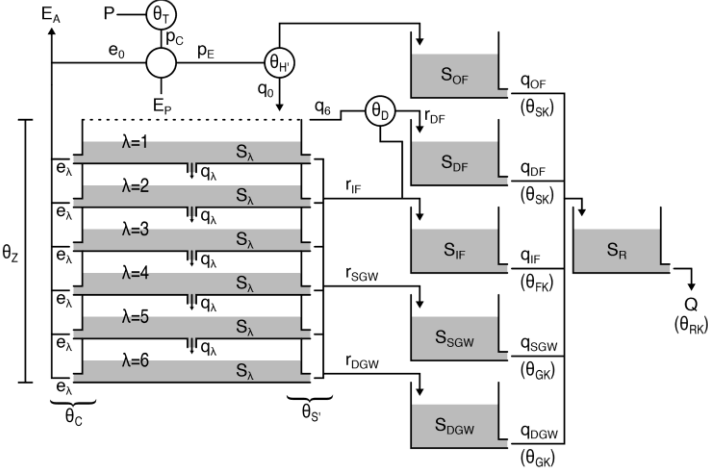 E_A
P
θ_T
p_C
e_0
p_E
θ_H'
q_0
E_P
S_OF
q_OF
(θ_SK)
q_6
θ_D
r_DF
S_DF
q_DF
(θ_SK)
λ=1
S_λ
e_λ
q_λ
λ=2
S_λ
e_λ
q_λ
r_IF
λ=3
S_λ
e_λ
q_λ
S_IF
q_IF
(θ_FK)
S_R
Q
(θ_RK)
θ_Z
λ=4
S_λ
e_λ
q_λ
r_SGW
λ=5
S_λ
e_λ
q_λ
S_SGW
q_SGW
(θ_GK)
λ=6
S_λ
e_λ
r_DGW
S_DGW
q_DGW
(θ_GK)
θ_C
θ_S'